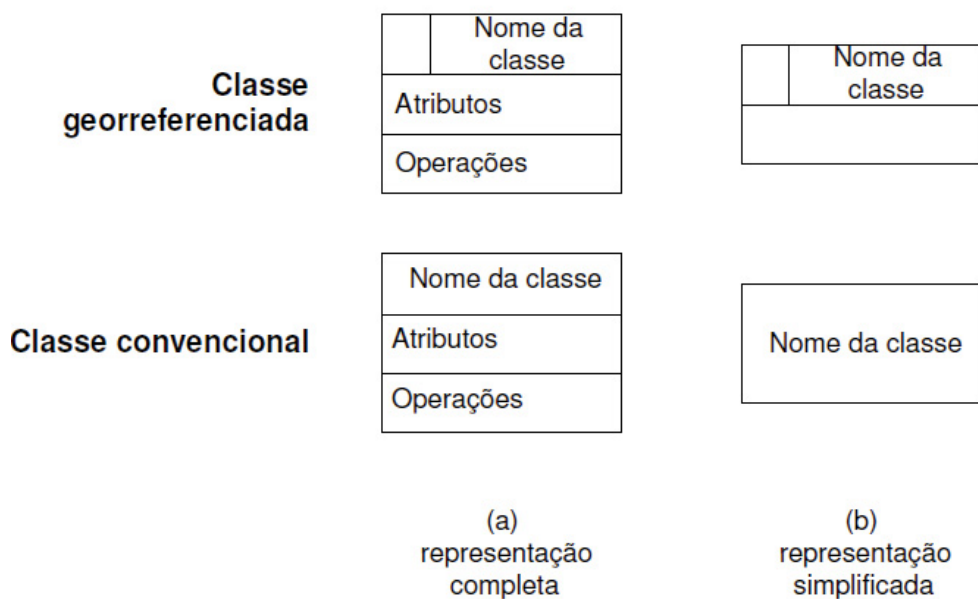 Classe
georreferenciada
Nome da
classe
Atributos
Operações
Nome da
classe
Classe convencional
Nome da classe
Atributos
Operações
Nome da classe
(a)
representação
completa
(b)
representação
simplificada